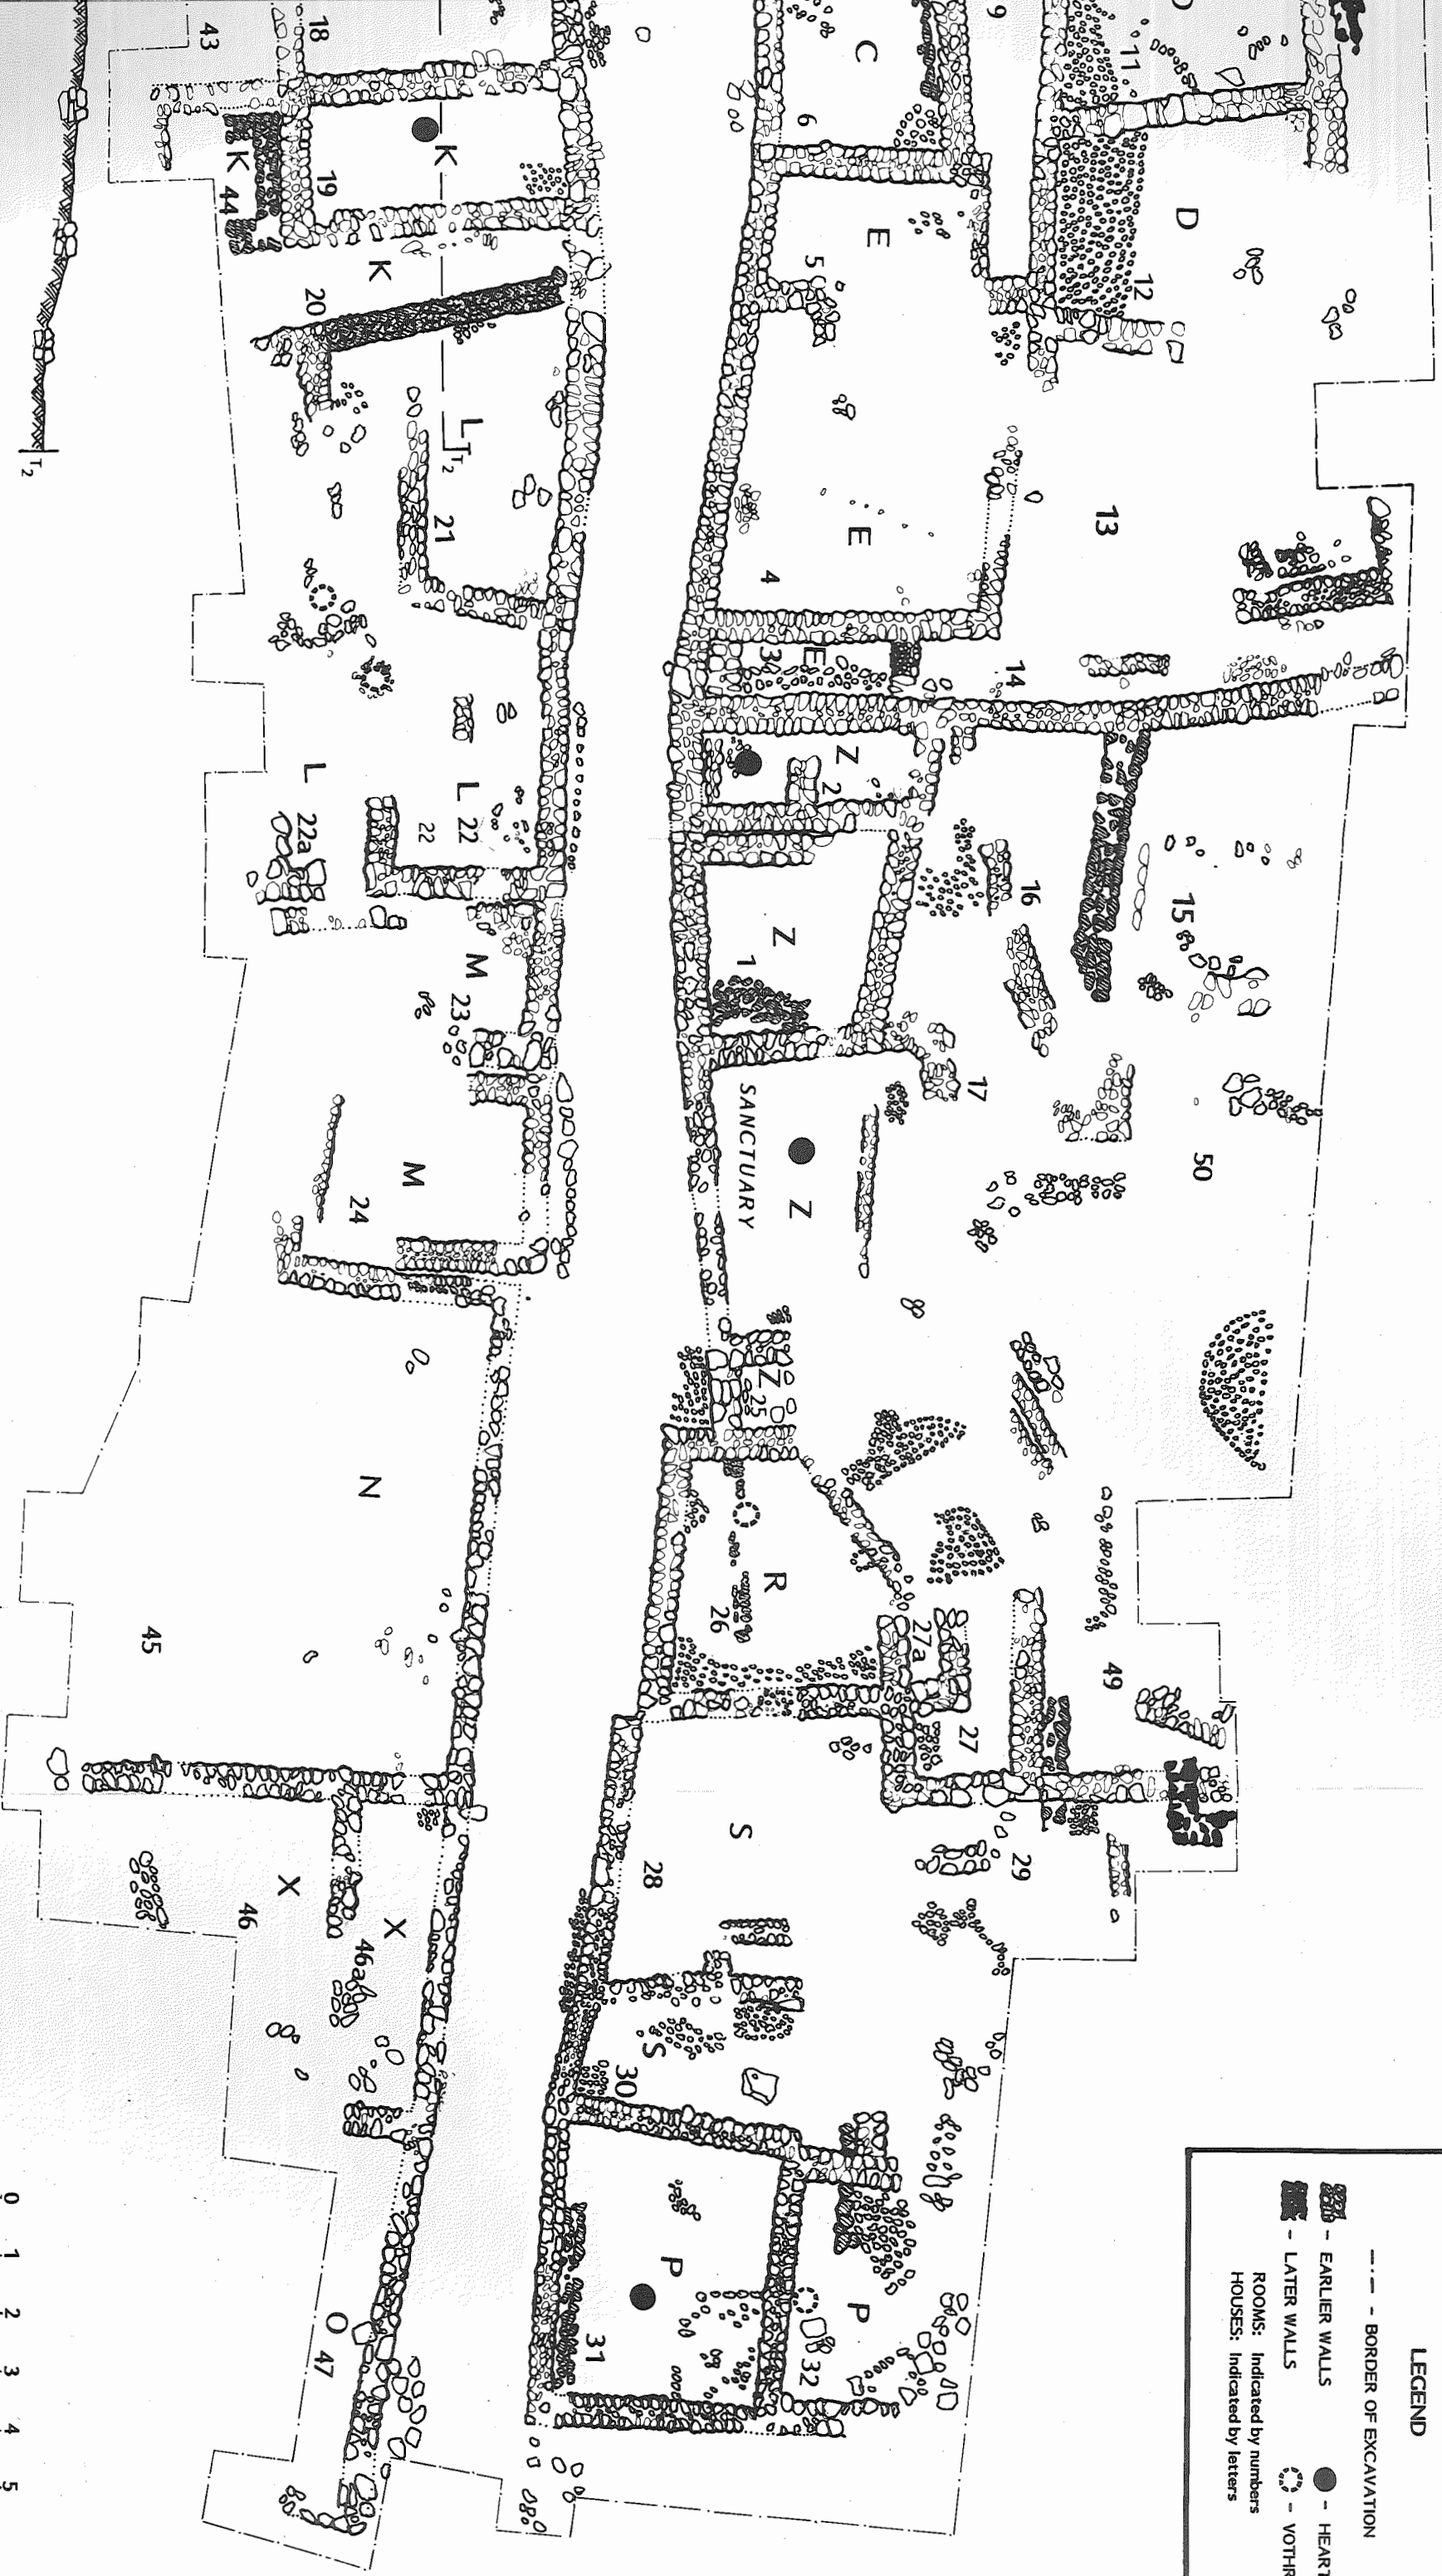 43
18
C
9
11
6
K
K
44
19
K
20
E
5
D
12
L
T2
T2
21
E
4
13
E
3
14
Z
2
L
22a
L 22
22
M
23
Z
1
16
15
17
SANCTUARY
Z
50
M
24
Z
25
N
R
26
27a
27
49
45
S
28
29
X
46
X
46a
S
30
P
31
P
32
O
47
0 1 2 3 4 5
LEGEND
– BORDER OF EXCAVATION
– EARLIER WALLS
– LATER WALLS
ROOMS: Indicated by numbers
HOUSES: Indicated by letters